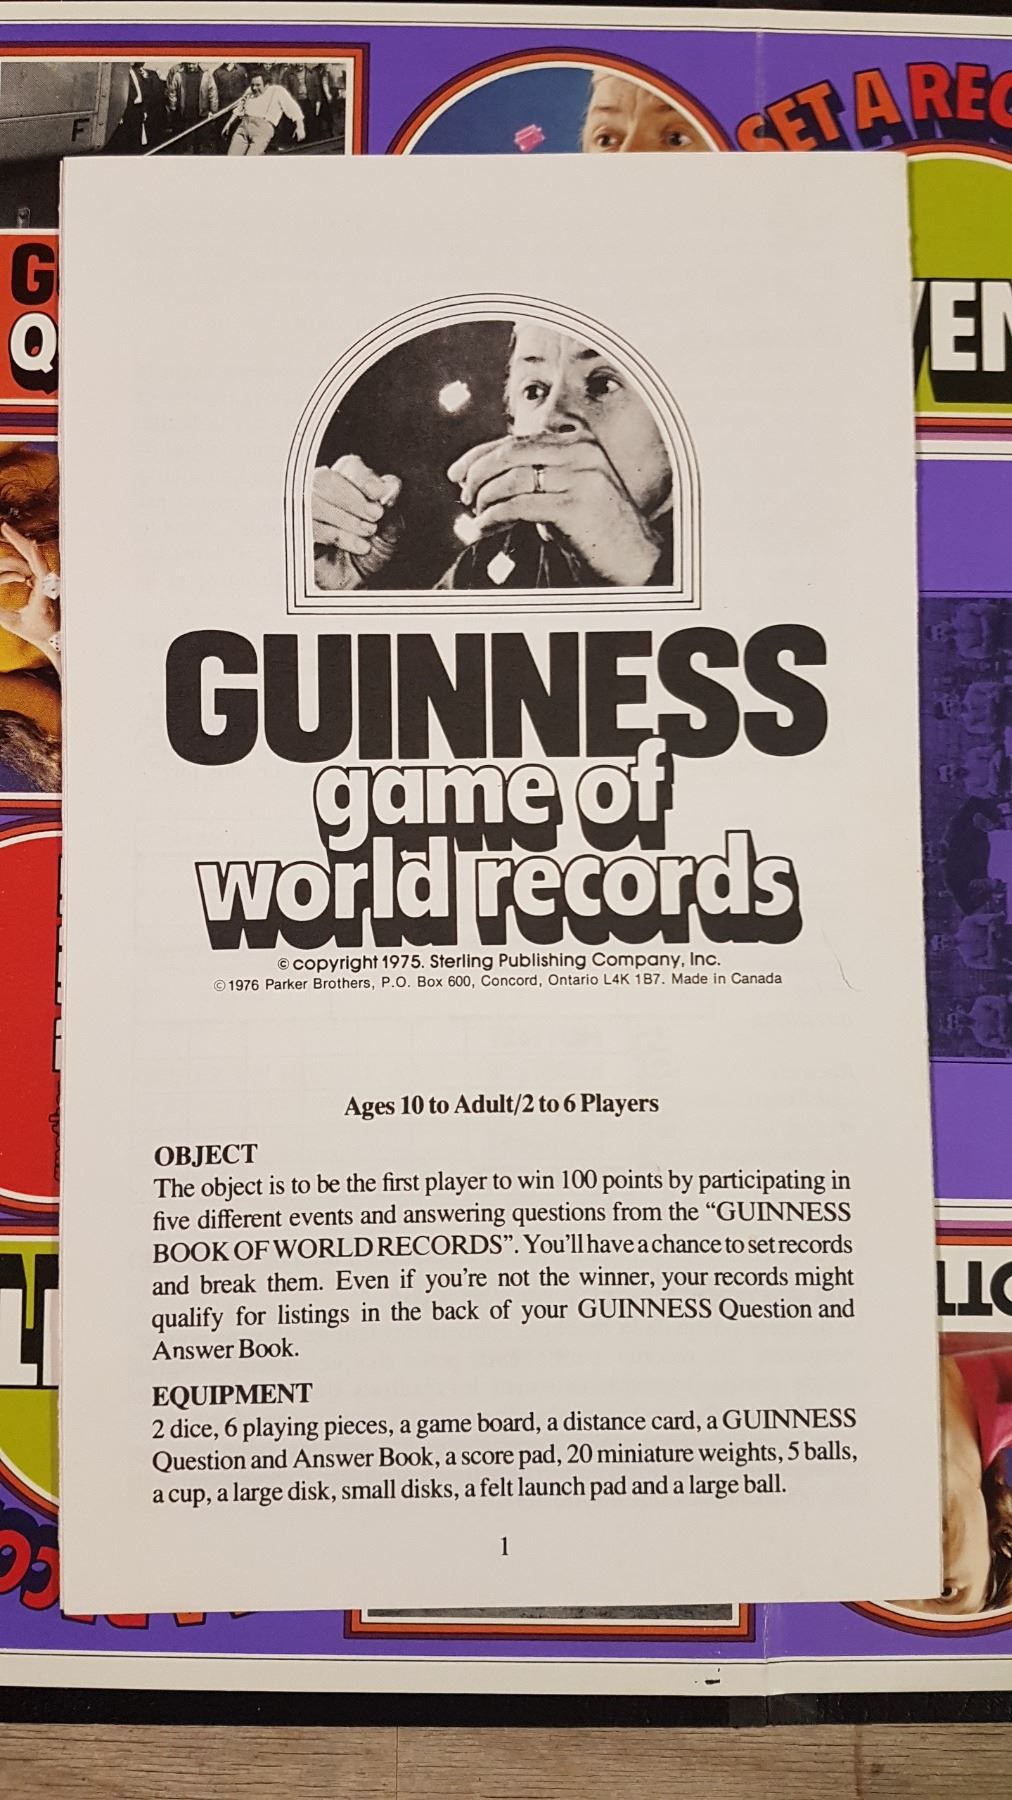 F
SET A REC
G
Q
VEN
GUINNESS
game of
world records
© copyright 1975. Sterling Publishing Company, Inc.
© 1976 Parker Brothers, P.O. Box 600, Concord, Ontario L4K 1B7. Made in Canada
Ages 10 to Adult/2 to 6 Players
OBJECT
The object is to be the first player to win 100 points by participating in
five different events and answering questions from the “GUINNESS
BOOK OF WORLD RECORDS”. You’ll have a chance to set records
and break them. Even if you’re not the winner, your records might
qualify for listings in the back of your GUINNESS Question and
Answer Book.
EQUIPMENT
2 dice, 6 playing pieces, a game board, a distance card, a GUINNESS
Question and Answer Book, a score pad, 20 miniature weights, 5 balls,
a cup, a large disk, small disks, a felt launch pad and a large ball.
1